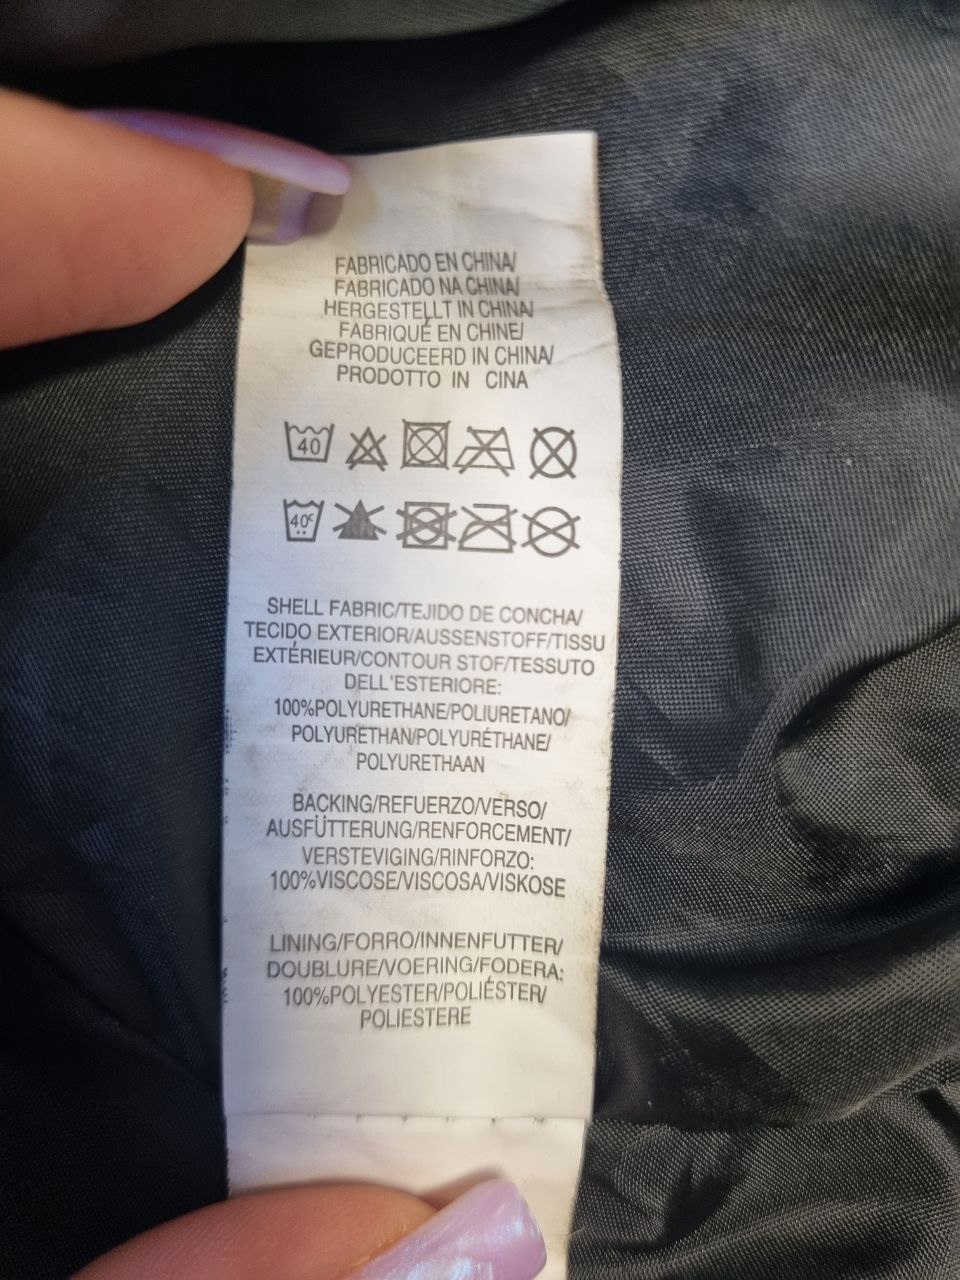 FABRICADO EN CHINA/
FABRICADO NA CHINA/
HERGESTELLT IN CHINA/
FABRIQUÉ EN CHINE/
GEPRODUCEERD IN CHINA/
PRODOTTO IN CINA
40
40c
SHELL FABRIC/TEJIDO DE CONCHA/
TECIDO EXTERIOR/AUSSENSTOFF/TISSU
EXTÉRIEUR/CONTOUR STOF/TESSUTO
DELL'ESTERIORE:
100%POLYURETHANE/POLIURETANO/
POLYURETHAN/POLYURÉTHANE/
POLYURETHAAN
BACKING/REFUERZO/VERSO/
AUSFÜTTERUNG/RENFORCEMENT/
VERSTEVIGING/RINFORZO:
100%VISCOSE/VISCOSA/VISKOSE
LINING/FORRO/INNENFUTTER/
DOUBLURE/VOERING/FODERA:
100%POLYESTER/POLIÉSTER/
POLIESTERE